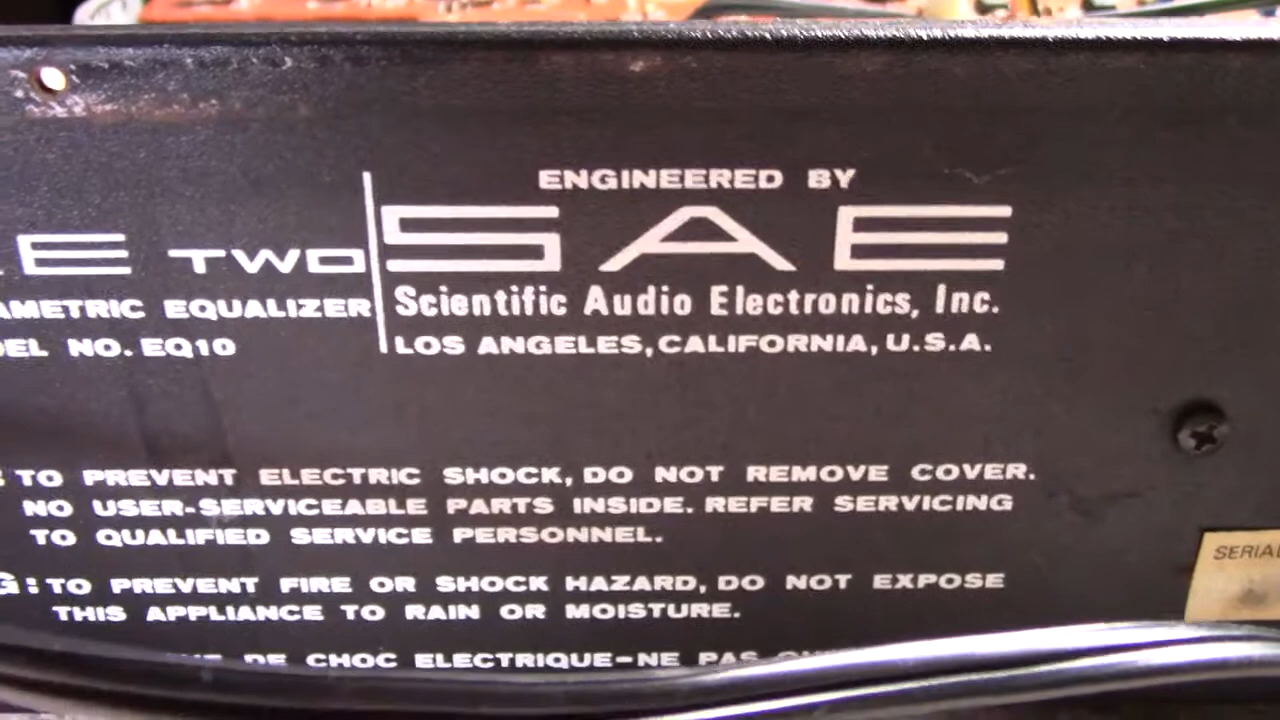 ENGINEERED BY
SAE
E TWO
Scientific Audio Electronics, Inc.
AMETRIC EQUALIZER
LOS ANGELES, CALIFORNIA, U.S.A.
EL NO. EQ10
TO PREVENT ELECTRIC SHOCK, DO NOT REMOVE COVER.
NO USER-SERVICEABLE PARTS INSIDE. REFER SERVICING
TO QUALIFIED SERVICE PERSONNEL.
G: TO PREVENT FIRE OR SHOCK HAZARD, DO NOT EXPOSE
THIS APPLIANCE TO RAIN OR MOISTURE.
SERIAL
DE CHOC ELECTRIQUE-NE PAS